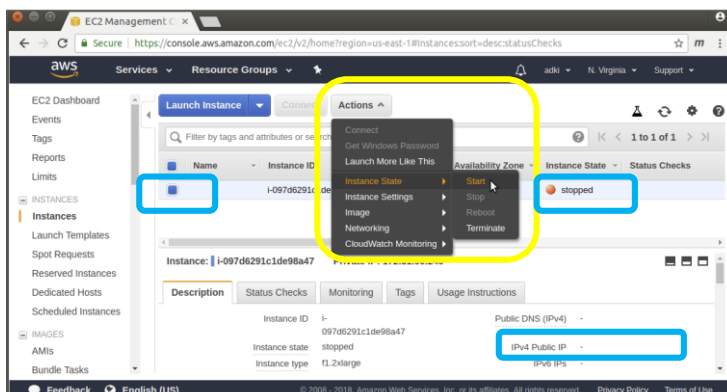 EC2 Management C
Secure https://console.aws.amazon.com/ec2/v2/home?region=us-east-1#Instances:sort=desc:statusChecks
aws Services Resource Groups adki N. Virginia Support
EC2 Dashboard
Events
Tags
Reports
Limits
INSTANCES
Instances
Launch Templates
Spot Requests
Reserved Instances
Dedicated Hosts
Scheduled Instances
IMAGES
AMIs
Bundle Tasks
Launch Instance Connect Actions
Filter by tags and attributes or 1 to 1 of 1
Name Instance ID Availability Zone Instance State Status Checks
stopped
Connect
Get Windows Password
Launch More Like This
Instance State
Instance Settings
Image
Networking
CloudWatch Monitoring
Start
Stop
Reboot
Terminate
Instance: i-097d6291c1de98a47
Description Status Checks Monitoring Tags Usage Instructions
Instance ID i-
097d6291c1de98a47
Instance state stopped
Instance type f1.2xlarge
Public DNS (IPv4) -
IPv4 Public IP -
IPv6 IPs -
Feedback English (US) © 2008 - 2018, Amazon Web Services, Inc. or its affiliates. All rights reserved. Privacy Policy Terms of Use